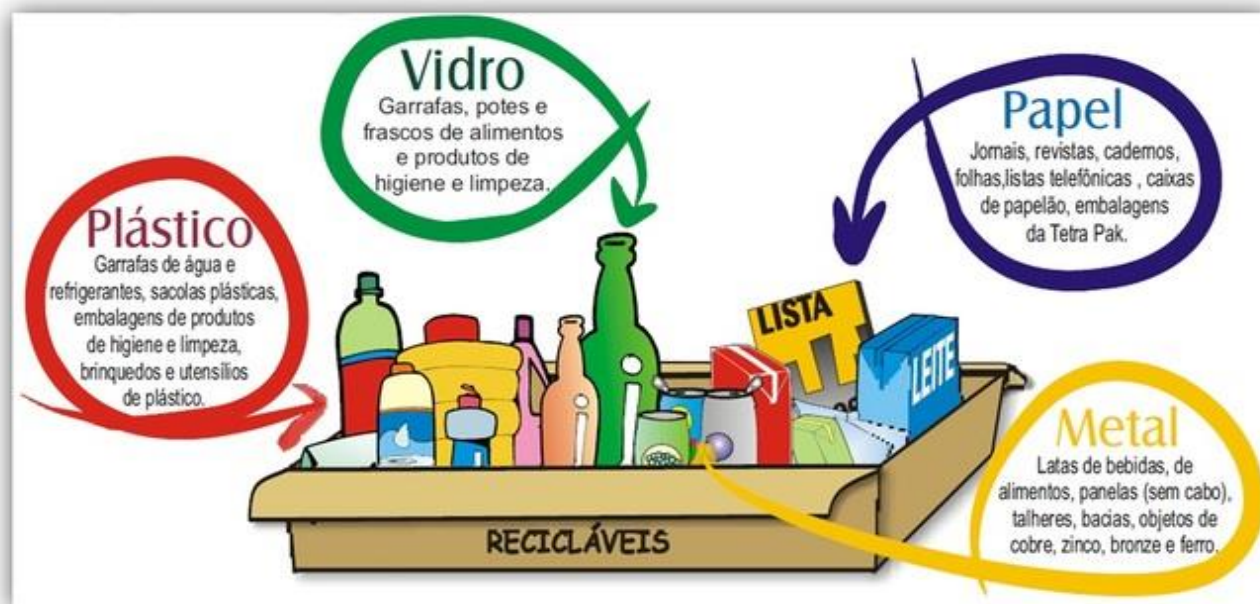 Vidro
Garrafas, potes e
frascos de alimentos
e produtos de
higiene e limpeza.
Papel
Jornais, revistas, cadernos,
folhas,listas telefônicas , caixas
de papelão, embalagens
da Tetra Pak.
Plástico
Garrafas de água e
refrigerantes, sacolas plásticas,
embalagens de produtos
de higiene e limpeza,
brinquedos e utensílios
de plástico.
LISTA
LEITE
Metal
Latas de bebidas, de
alimentos, panelas (sem cabo),
talheres, bacias, objetos de
cobre, zinco, bronze e ferro.
RECICLÁVEIS